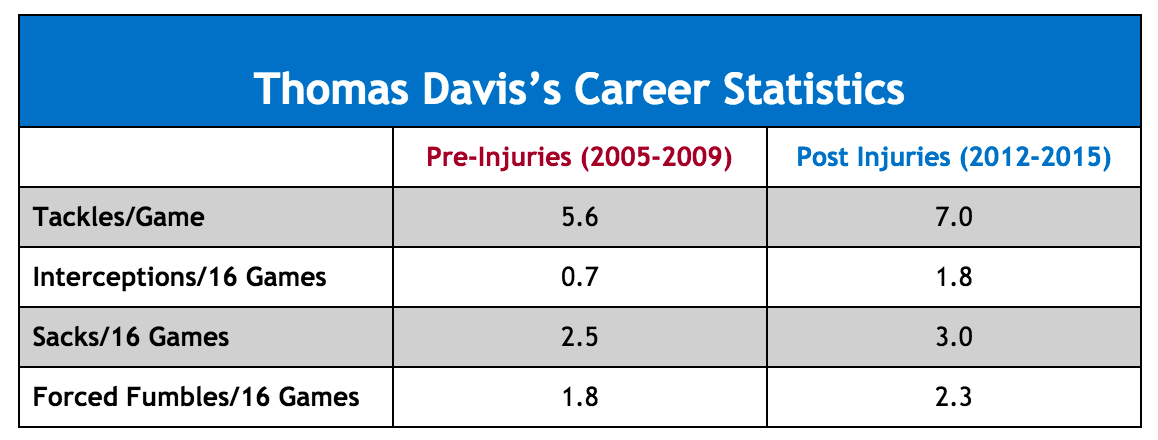 Thomas Davis’s Career Statistics
Pre-Injuries (2005-2009) Post Injuries (2012-2015)
Tackles/Game 5.6 7.0
Interceptions/16 Games 0.7 1.8
Sacks/16 Games 2.5 3.0
Forced Fumbles/16 Games 1.8 2.3